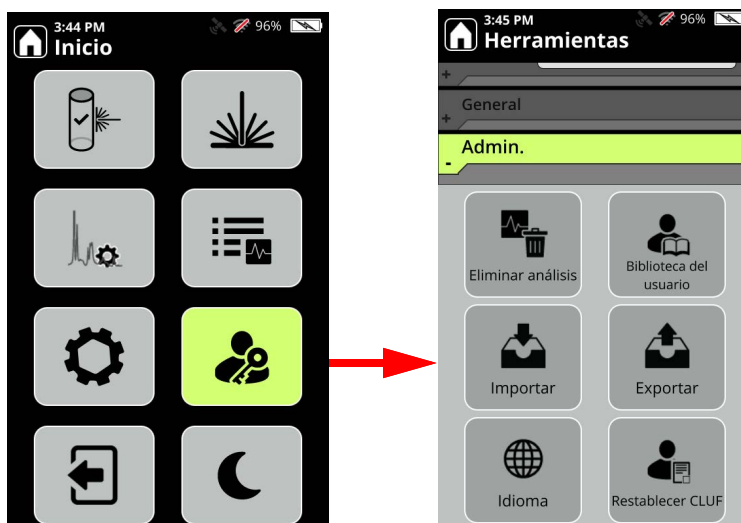 3:44 PM
96%
Inicio
3:45 PM
96%
Herramientas
+
General
+
Admin.
-
Eliminar análisis
Biblioteca del
usuario
Importar
Exportar
Idioma
Restablecer CLUF